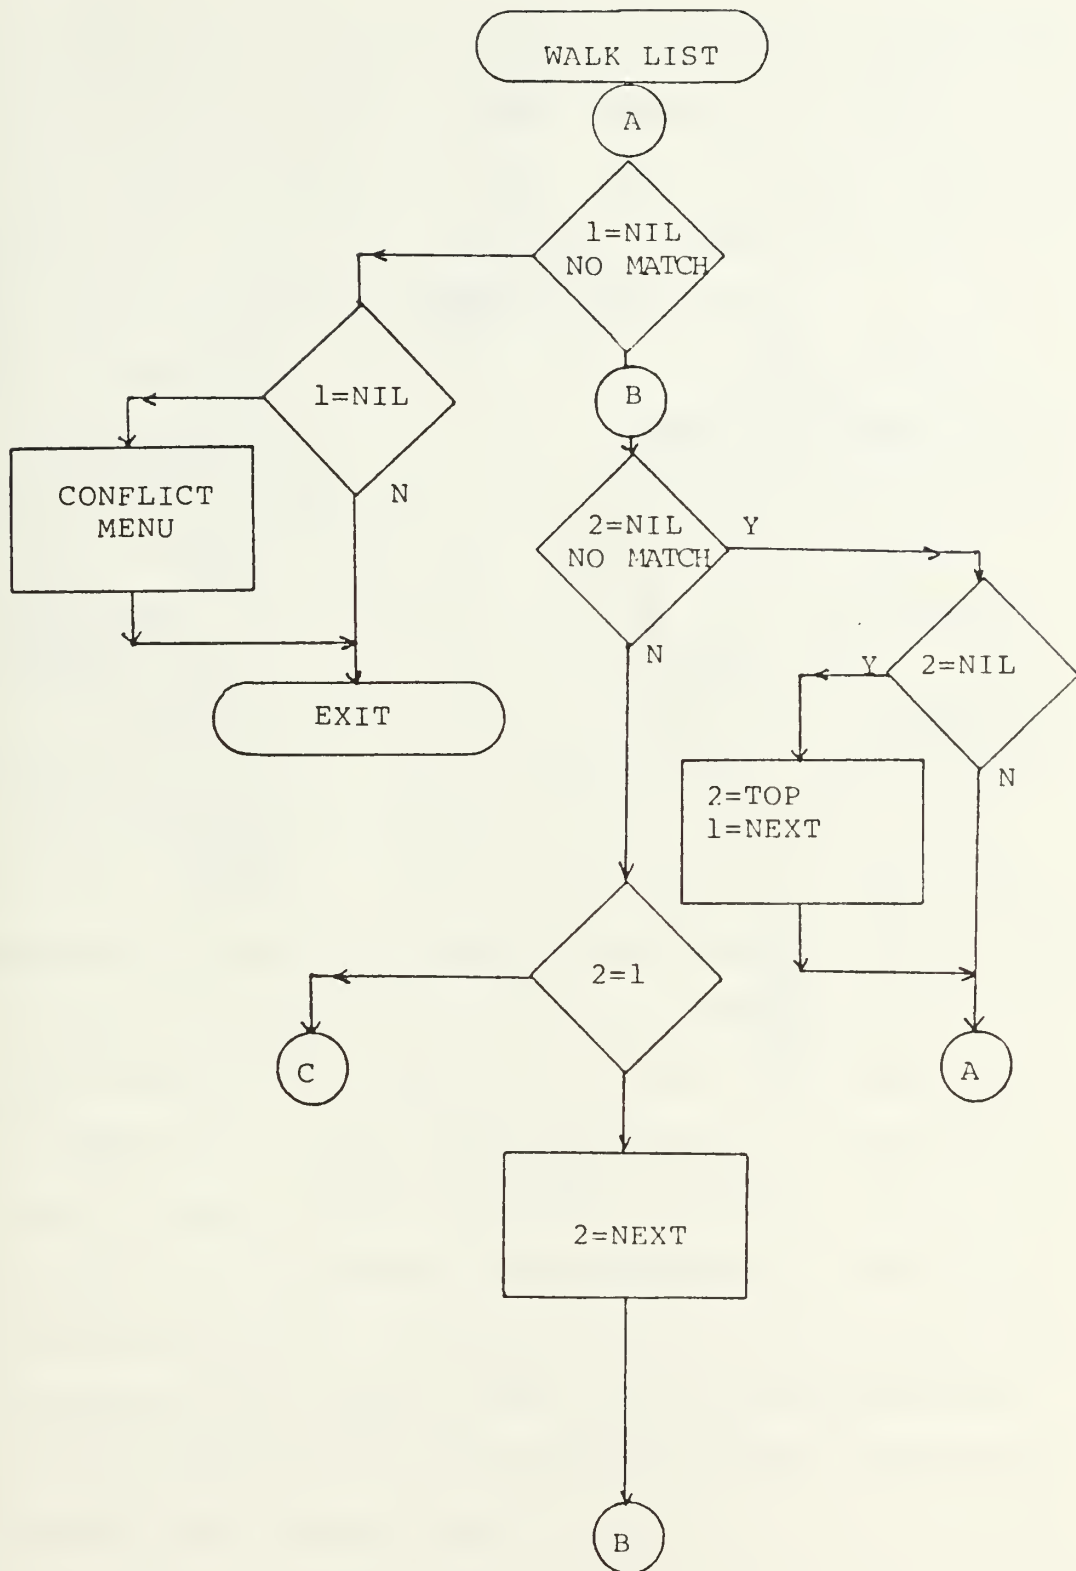 WALK LIST
A
1=NIL
NO MATCH
1=NIL
B
CONFLICT
MENU
N
2=NIL
NO MATCH
Y
N
EXIT
Y
2=NIL
2=TOP
1=NEXT
N
2=1
C
A
2=NEXT
B